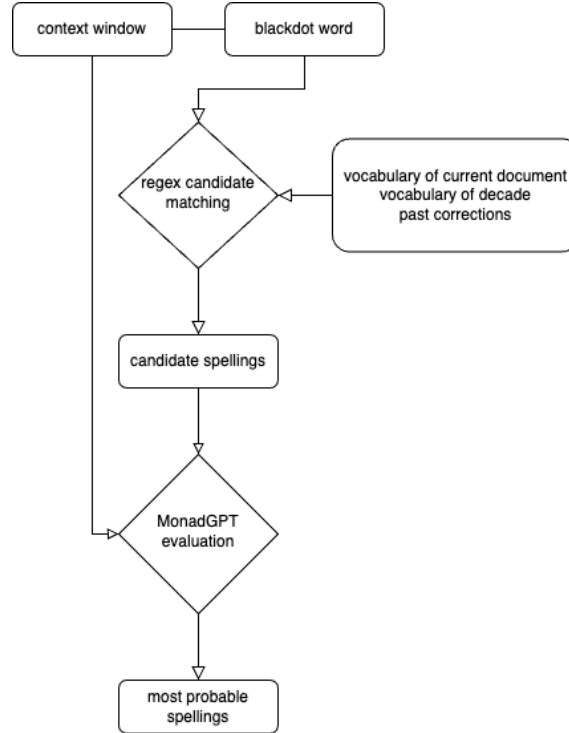 context window
blackdot word
regex candidate
matching
vocabulary of current document
vocabulary of decade
past corrections
candidate spellings
MonadGPT
evaluation
most probable
spellings